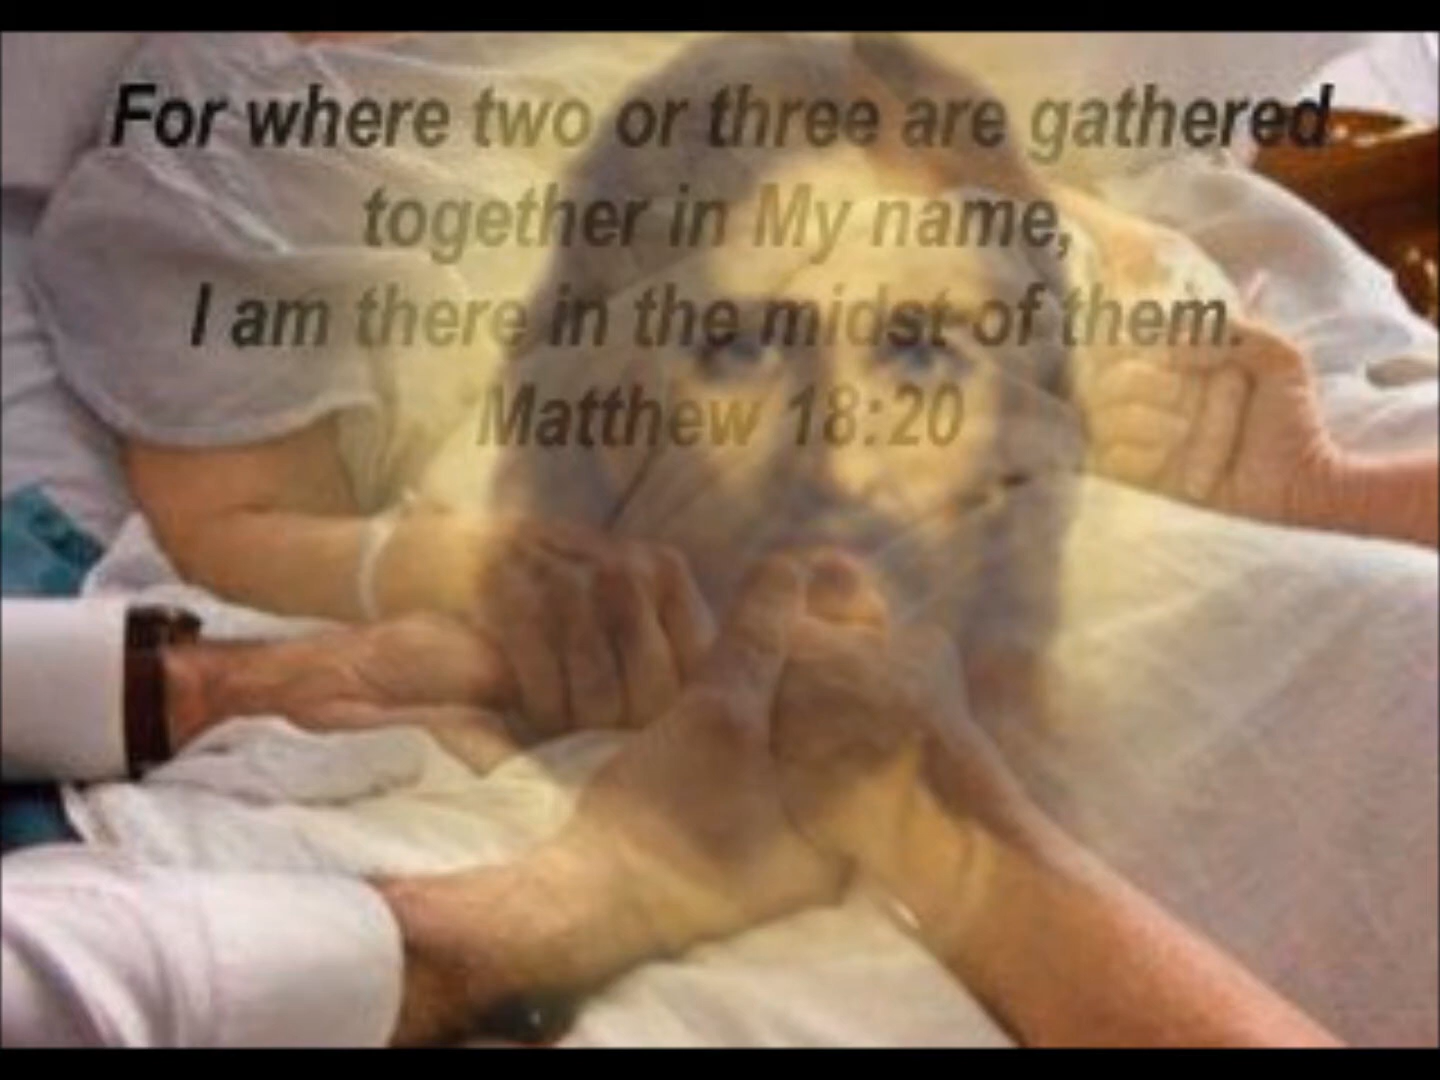 For where two or three are gathered
together in My name,
I am there in the midst of them.
Matthew 18:20